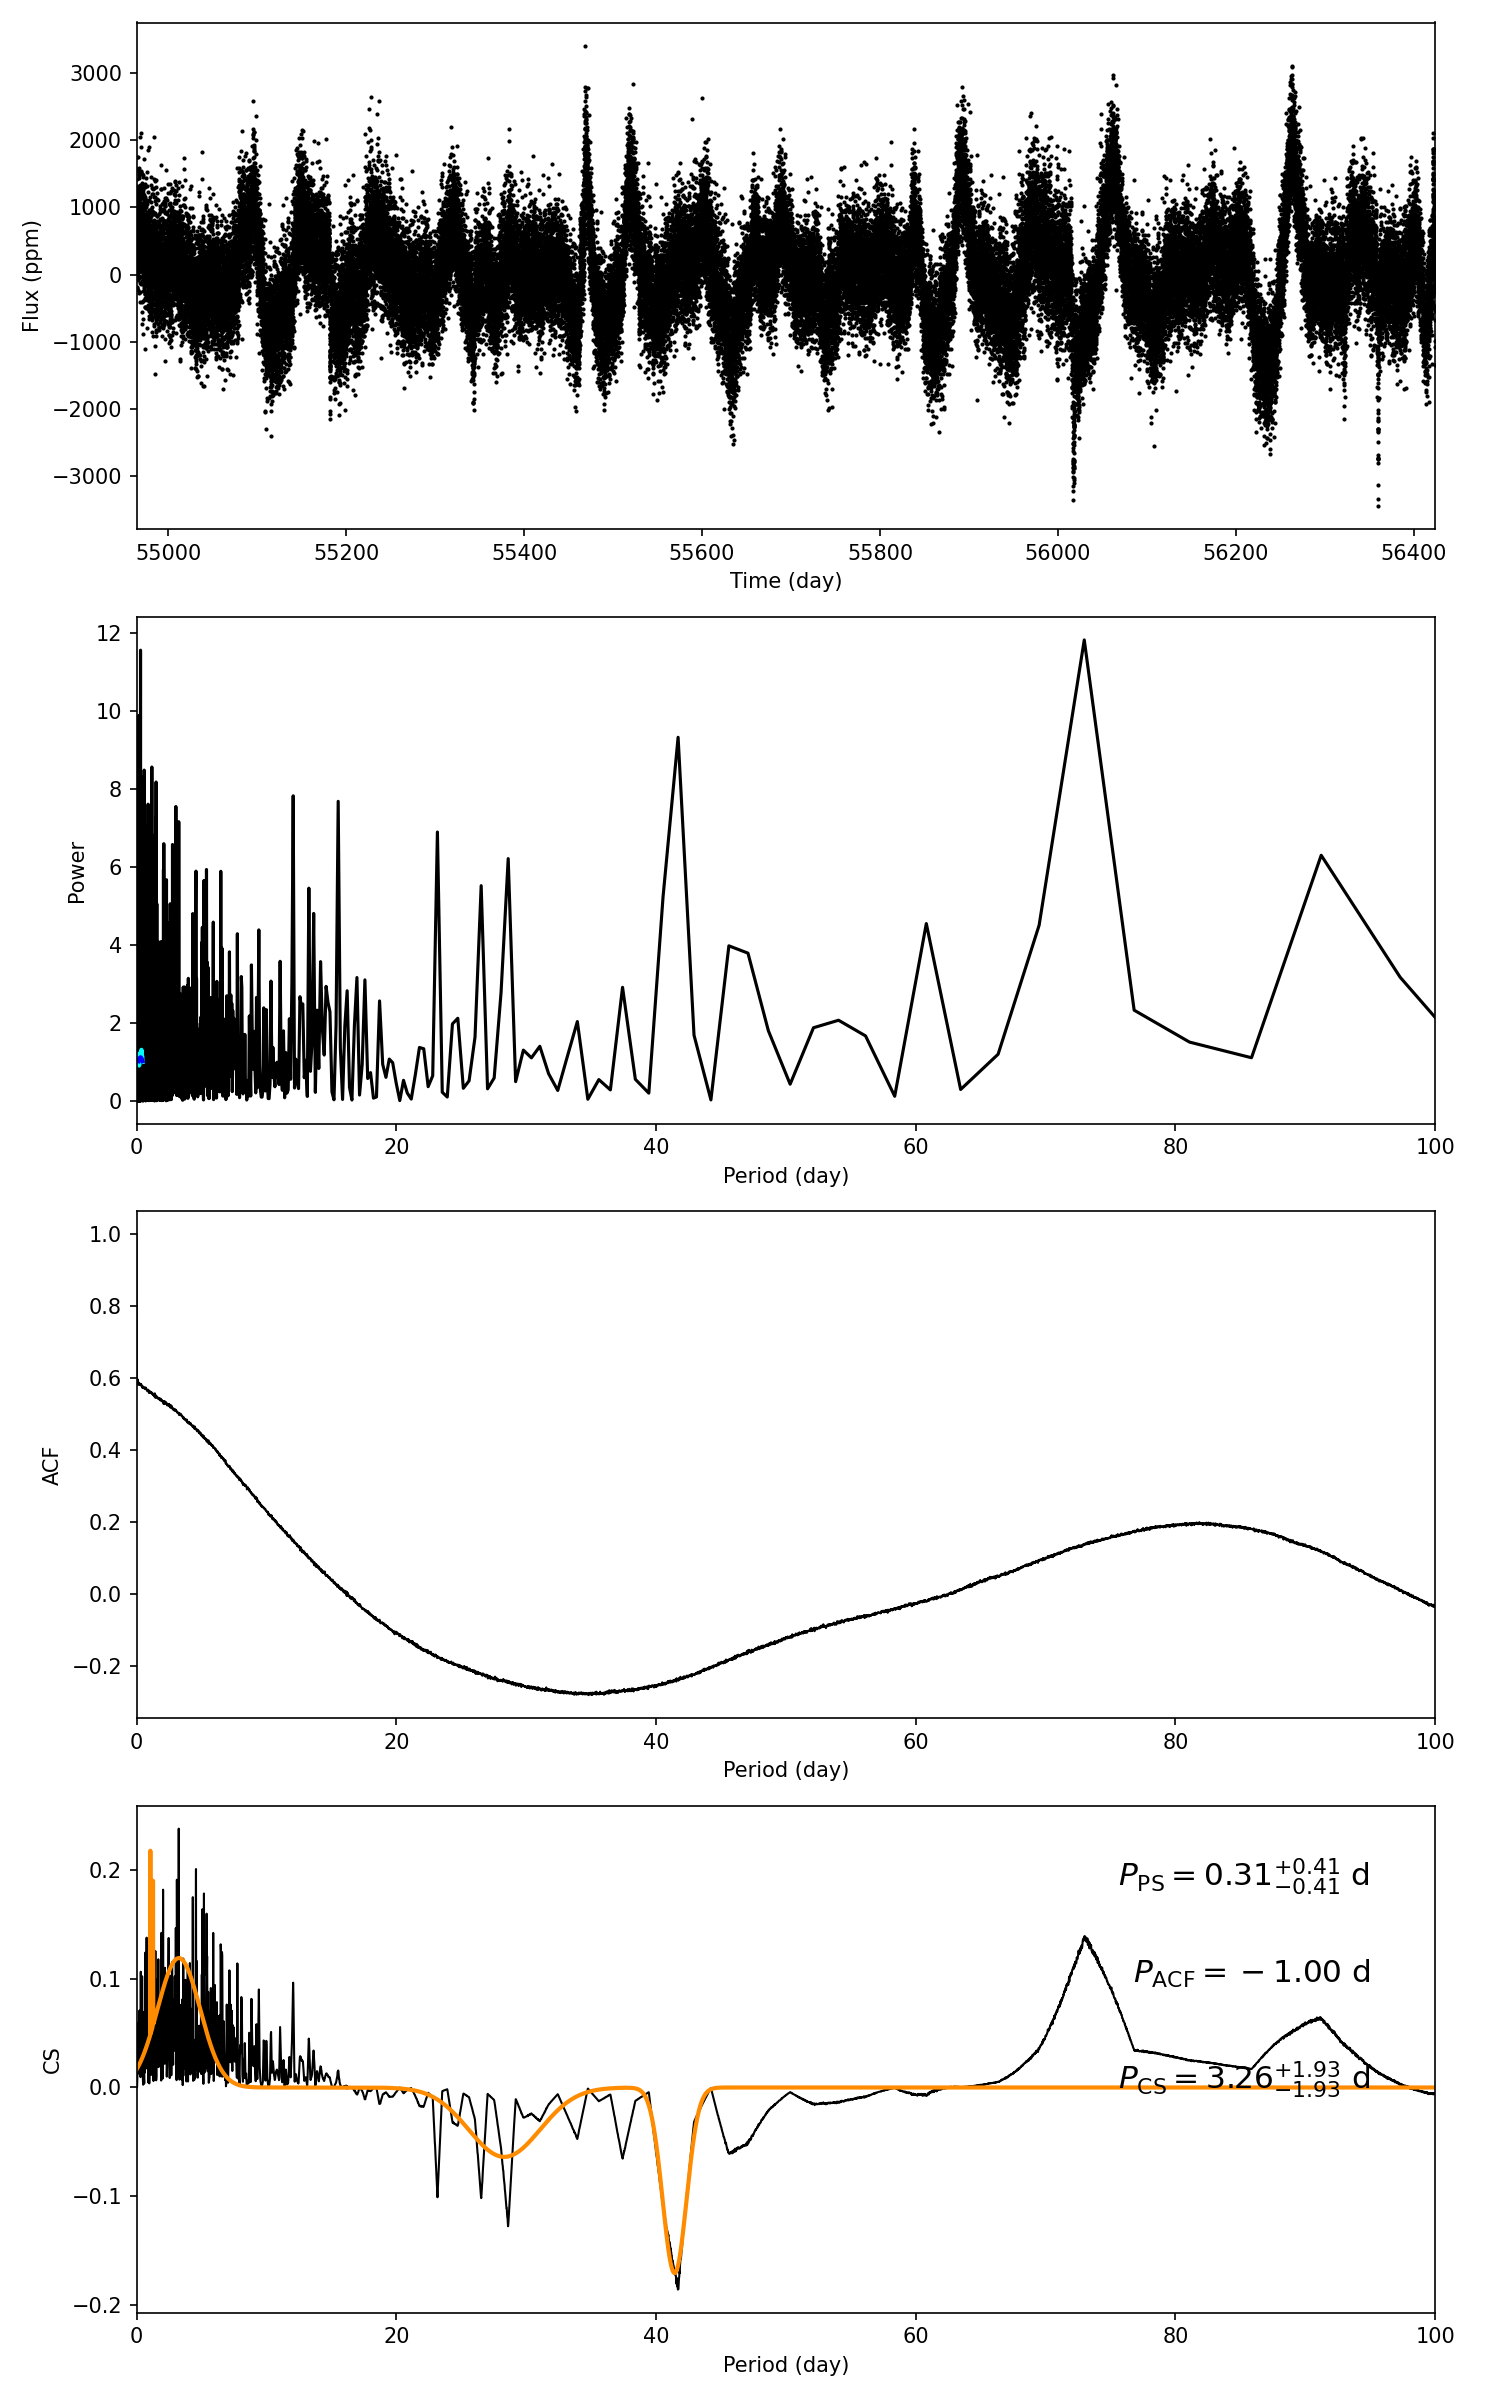 3000
2000
1000
0
−1000
−2000
−3000
Flux (ppm)
55000 55200 55400 55600 55800 56000 56200 56400
Time (day)
12
10
8
6
4
2
0
Power
0 20 40 60 80 100
Period (day)
1.0
0.8
0.6
0.4
0.2
0.0
−0.2
ACF
0 20 40 60 80 100
Period (day)
0.2
0.1
0.0
−0.1
−0.2
CS
P_PS = 0.31^{+0.41}_{−0.41} d
P_ACF = −1.00 d
P_CS = 3.26^{+1.93}_{−1.93} d
0 20 40 60 80 100
Period (day)